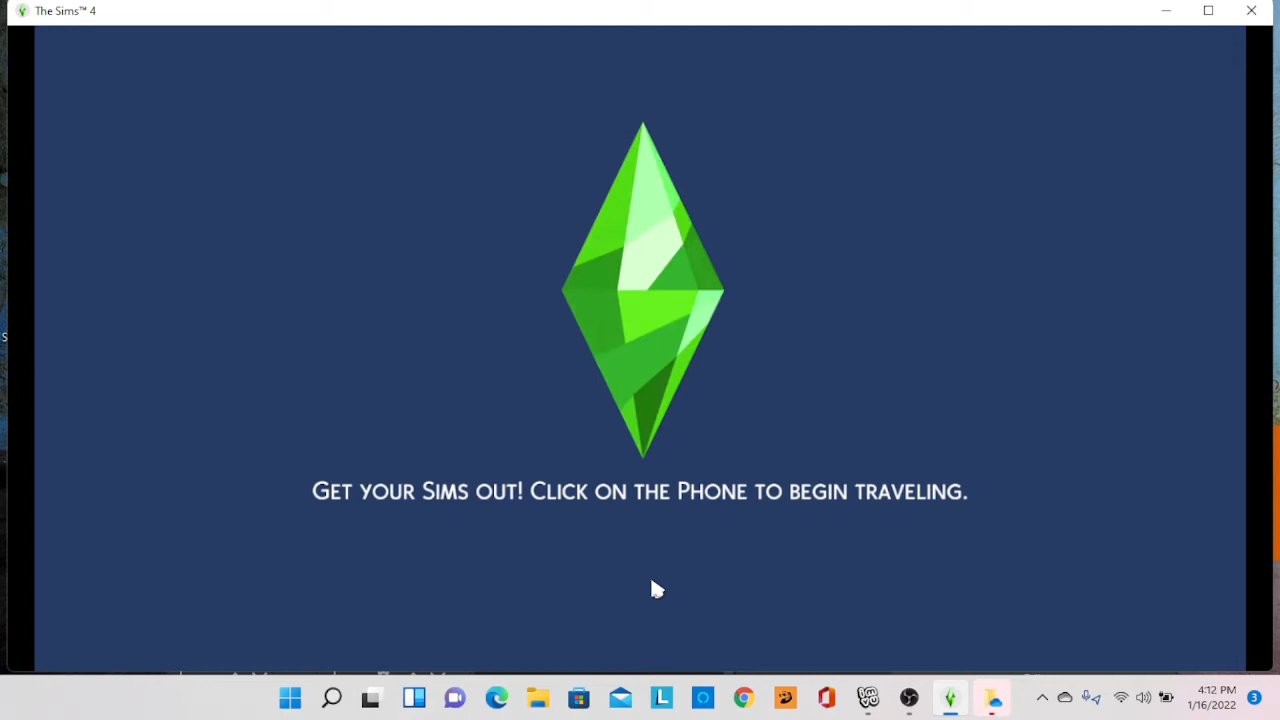 The Sims™ 4
Get your Sims out! Click on the Phone to begin traveling.
4:12 PM
1/16/2022
3